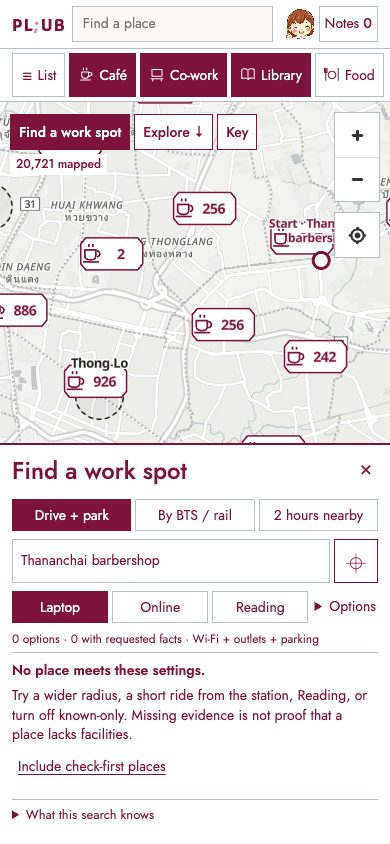 PL;UB
Find a place
Notes 0
≡ List
Café
Co-work
Library
Food
Find a work spot
Explore ↓
Key
20,721 mapped
31
HUAI KHWANG
ห้วยขวาง
256
2
THONGLANG
งทองหลาง
Start · Than
barbers
IN DAENG
ดินแดง
886
256
242
Thong Lo
926
Find a work spot
×
Drive + park
By BTS / rail
2 hours nearby
Thananchai barbershop
Laptop
Online
Reading
▶ Options
0 options · 0 with requested facts · Wi-Fi + outlets + parking
No place meets these settings.
Try a wider radius, a short ride from the station, Reading, or
turn off known-only. Missing evidence is not proof that a
place lacks facilities.
Include check-first places
▶ What this search knows